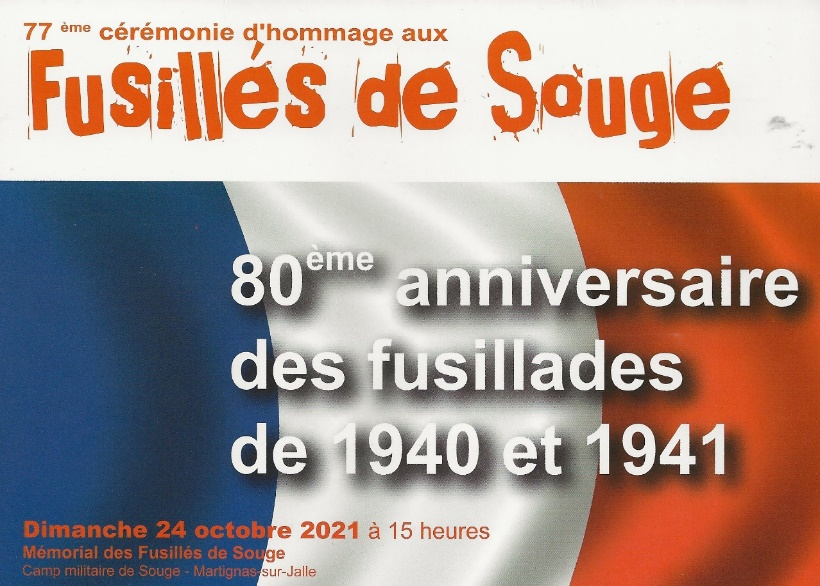 77 ème cérémonie d'hommage aux
Fusillés de Souge
80ème anniversaire
des fusillades
de 1940 et 1941
Dimanche 24 octobre 2021 à 15 heures
Mémorial des Fusillés de Souge
Camp militaire de Souge - Martignas-sur-Jalle